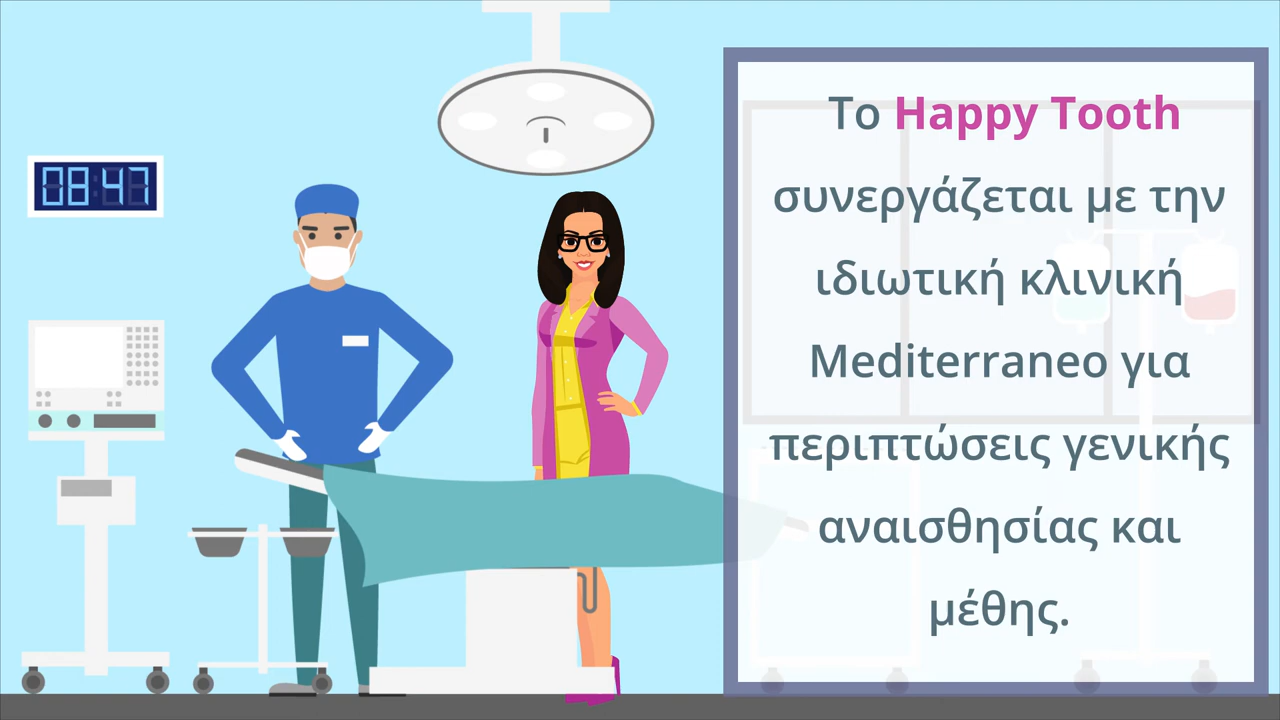 08:47
Το Happy Tooth
συνεργάζεται με την
ιδιωτική κλινική
Mediterraneo για
περιπτώσεις γενικής
αναισθησίας και
μέθης.